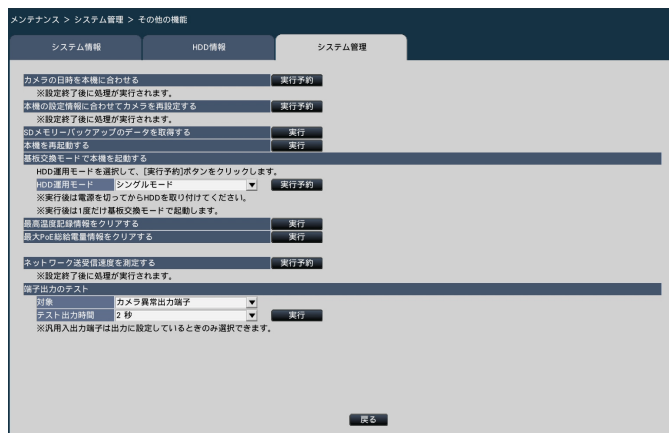 メンテナンス > システム管理 > その他の機能
システム情報
HDD情報
システム管理
カメラの日時を本機に合わせる 実行予約
※設定終了後に処理が実行されます。
本機の設定情報に合わせてカメラを再設定する 実行予約
※設定終了後に処理が実行されます。
SDメモリーバックアップのデータを取得する 実行
本機を再起動する 実行
基板交換モードで本機を起動する
HDD運用モードを選択して、[実行予約]ボタンをクリックします。
HDD運用モード シングルモード 実行予約
※実行後は電源を切ってからHDDを取り付けてください。
※実行後は1度だけ基板交換モードで起動します。
最高温度記録情報をクリアする 実行
最大PoE総給電量情報をクリアする 実行
ネットワーク送受信速度を測定する 実行予約
※設定終了後に処理が実行されます。
端子出力のテスト
対象 カメラ異常出力端子
テスト出力時間 2 秒 実行
※汎用入出力端子は出力に設定しているときのみ選択できます。
戻る